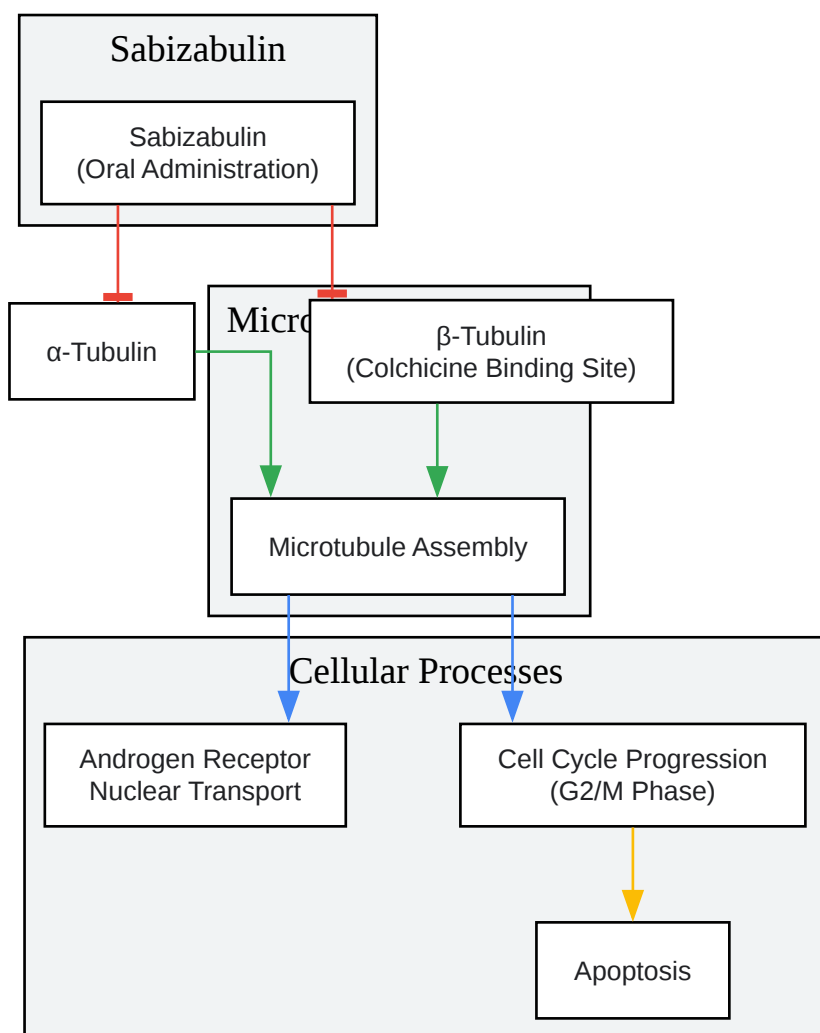 Sabizabulin
Sabizabulin
(Oral Administration)
α-Tubulin
β-Tubulin
(Colchicine Binding Site)
Microtubule Assembly
Cellular Processes
Androgen Receptor
Nuclear Transport
Cell Cycle Progression
(G2/M Phase)
Apoptosis